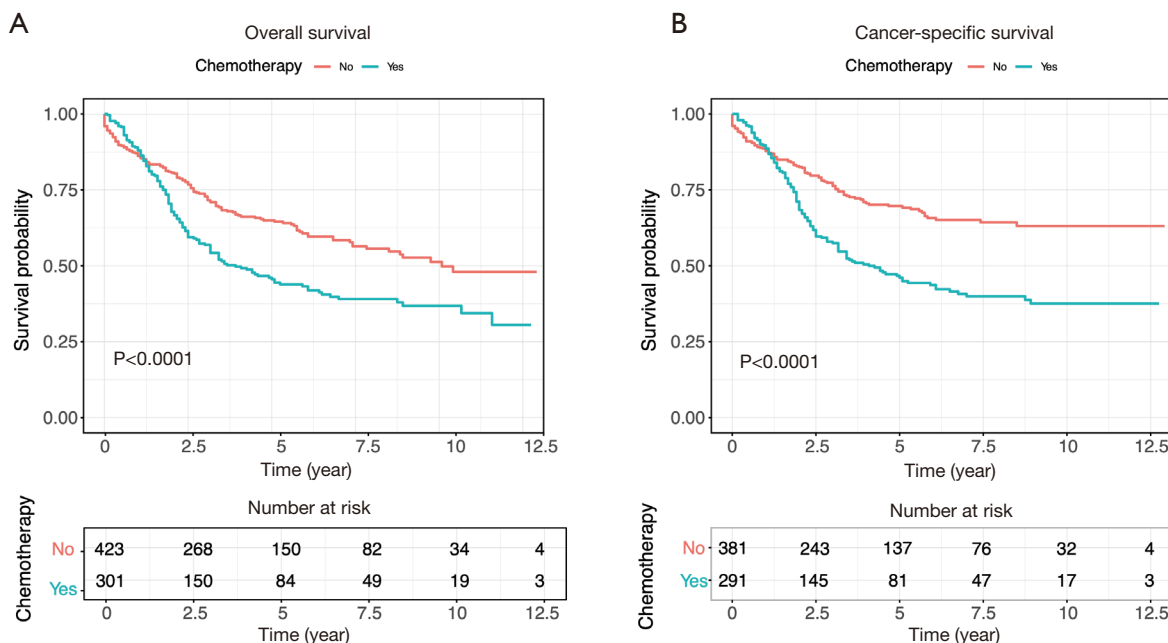 A
Overall survival
Chemotherapy No Yes
Survival probability
1.00
0.75
0.50
0.25
0.00
P<0.0001
0 2.5 5 7.5 10 12.5
Time (year)
Number at risk
Chemotherapy
No 423 268 150 82 34 4
Yes 301 150 84 49 19 3
0 2.5 5 7.5 10 12.5
Time (year)
B
Cancer-specific survival
Chemotherapy No Yes
Survival probability
1.00
0.75
0.50
0.25
0.00
P<0.0001
0 2.5 5 7.5 10 12.5
Time (year)
Number at risk
Chemotherapy
No 381 243 137 76 32 4
Yes 291 145 81 47 17 3
0 2.5 5 7.5 10 12.5
Time (year)